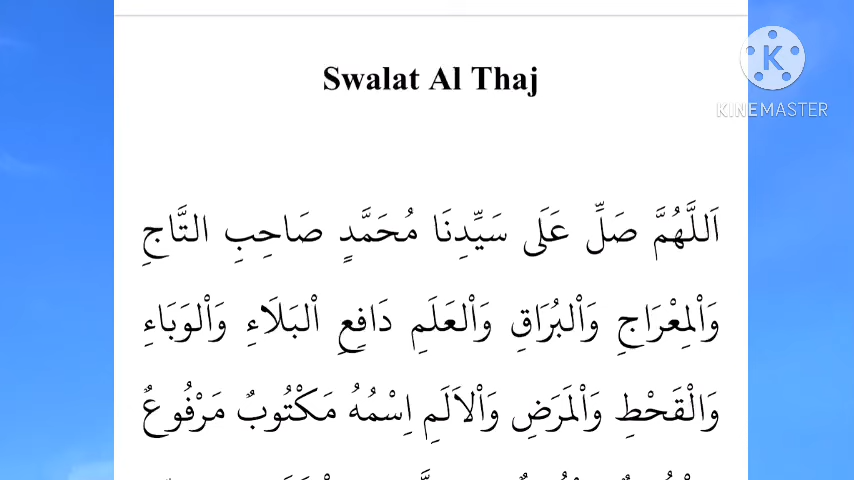 Swalat Al Thaj
KINEMASTER
اَللَّهُمَّ صَلِّ عَلَى سَيِّدِنَا مُحَمَّدٍ صَاحِبِ التَّاجِ
وَالْمِعْرَاجِ وَالْبُرَاقِ وَالْعَلَمِ دَافِعِ الْبَلَاءِ وَالْوَبَاءِ
وَالْقَحْطِ وَالْمَرَضِ وَالْاَلَمِ اِسْمُهُ مَكْتُوبٌ مَرْفُوعٌ